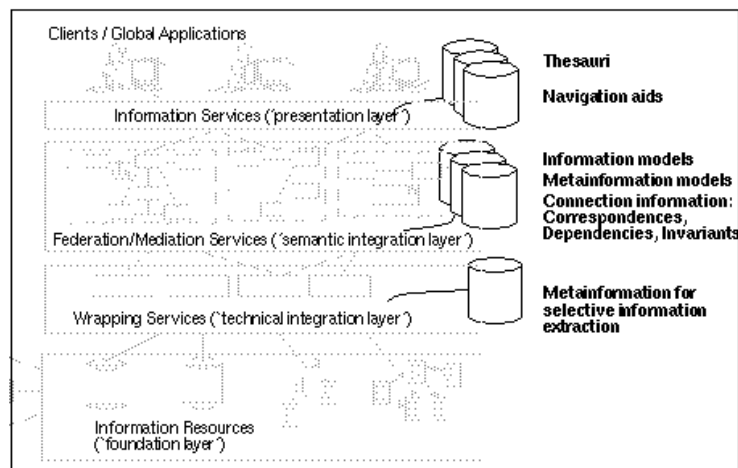 Clients / Global Applications
Thesauri
Navigation aids
Information Services (´presentation layer´)
Information models
Metainformation models
Connection information:
Correspondences,
Dependencies, Invariants
Federation/Mediation Services (´semantic integration layer´)
Metainformation for
selective information
extraction
Wrapping Services (´technical integration layer´)
Information Resources
(´foundation layer´)